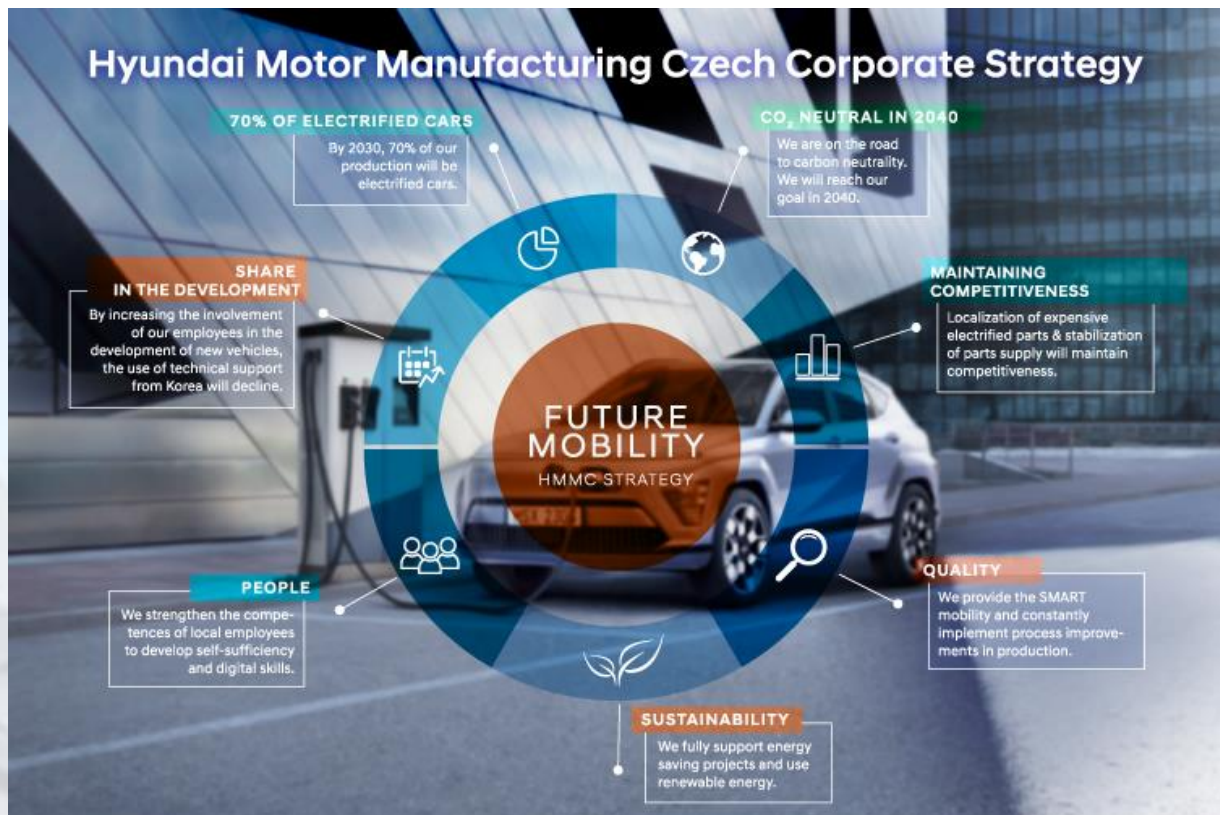 Hyundai Motor Manufacturing Czech Corporate Strategy
70% OF ELECTRIFIED CARS
By 2030, 70% of our
production will be
electrified cars.
CO₂ NEUTRAL IN 2040
We are on the road
to carbon neutrality.
We will reach our
goal in 2040.
SHARE
IN THE DEVELOPMENT
By increasing the involvement
of our employees in the
development of new vehicles,
the use of technical support
from Korea will decline.
MAINTAINING
COMPETITIVENESS
Localization of expensive
electrified parts & stabilization
of parts supply will maintain
competitiveness.
FUTURE
MOBILITY
HMMC STRATEGY
PEOPLE
We strengthen the compe-
tences of local employees
to develop self-sufficiency
and digital skills.
QUALITY
We provide the SMART
mobility and constantly
implement process improve-
ments in production.
SUSTAINABILITY
We fully support energy
saving projects and use
renewable energy.